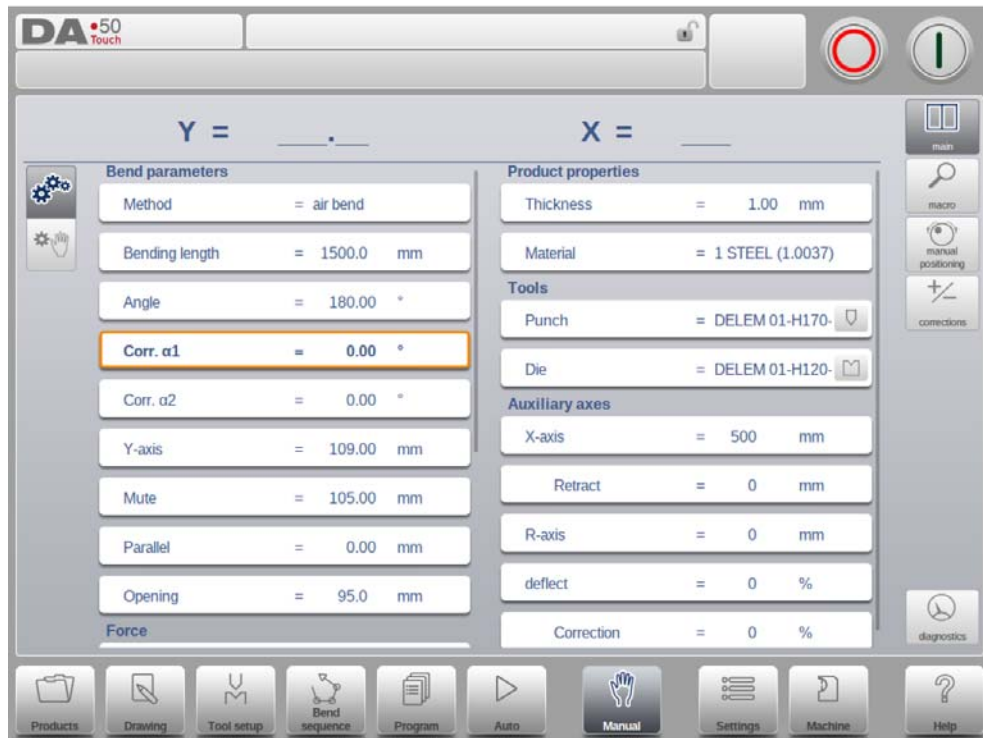 DA 50
Touch
Y = __.__
X = __
Bend parameters
Method = air bend
Bending length = 1500.0 mm
Angle = 180.00 °
Corr. α1 = 0.00 °
Corr. α2 = 0.00 °
Y-axis = 109.00 mm
Mute = 105.00 mm
Parallel = 0.00 mm
Opening = 95.0 mm
Force
Product properties
Thickness = 1.00 mm
Material = 1 STEEL (1.0037)
Tools
Punch = DELEM 01-H170-
Die = DELEM 01-H120-
Auxiliary axes
X-axis = 500 mm
Retract = 0 mm
R-axis = 0 mm
deflect = 0 %
Correction = 0 %
main
macro
manual
positioning
corrections
diagnostics
Products
Drawing
Tool setup
Bend
sequence
Program
Auto
Manual
Settings
Machine
Help